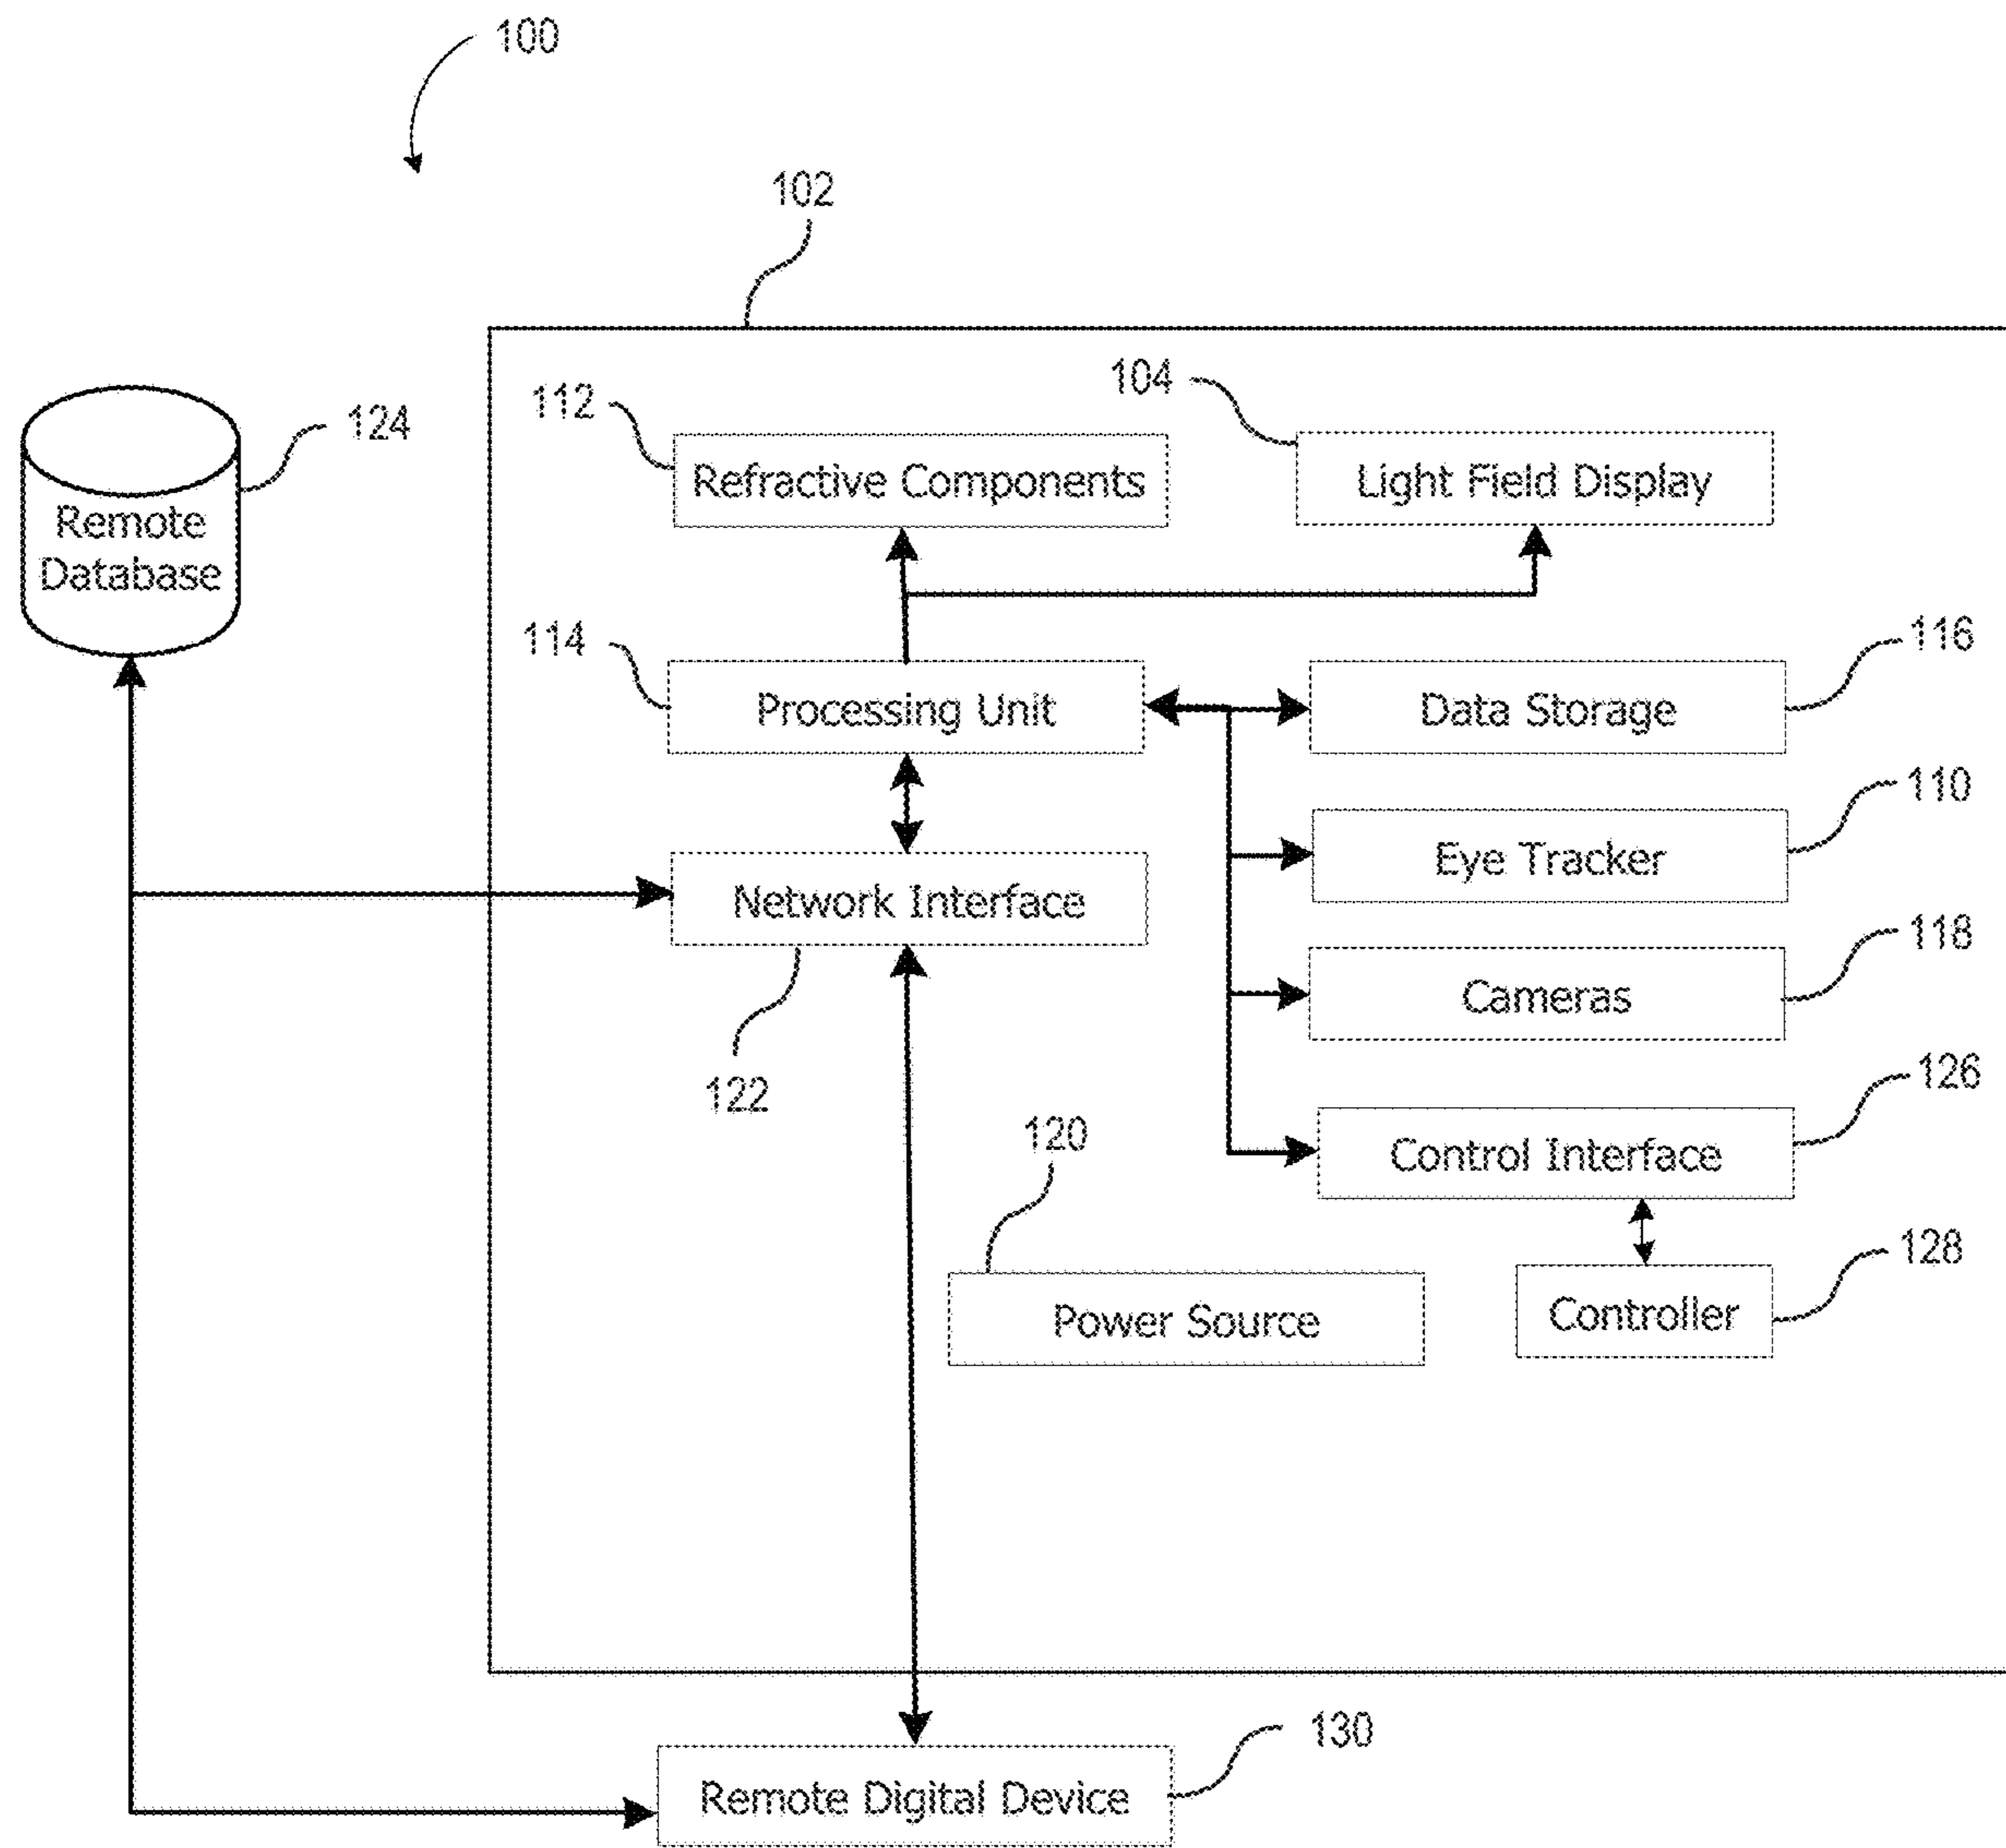 100
102
104
112
Refractive Components
Light Field Display
124
Remote
Database
114
116
Processing Unit
Data Storage
110
Eye Tracker
Network Interface
118
Cameras
122
126
120
Control Interface
128
Power Source
Controller
130
Remote Digital Device